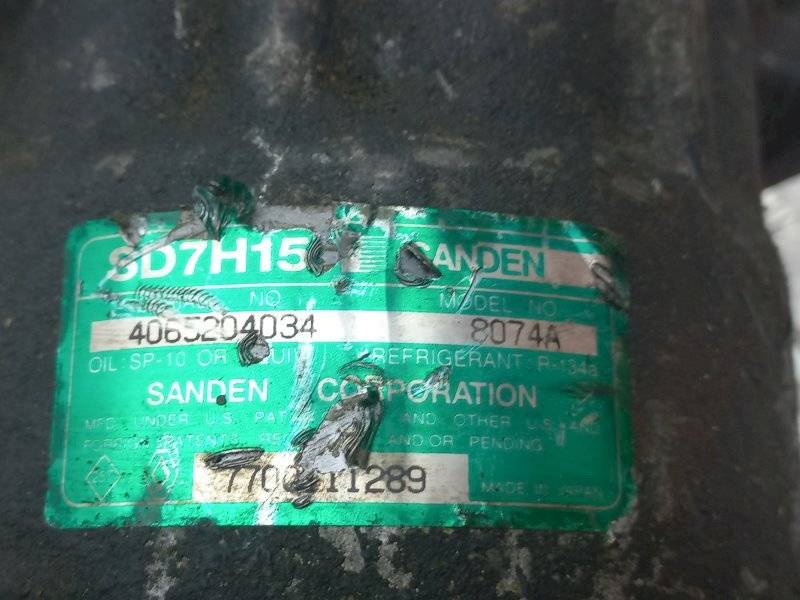 SD7H15 SANDEN
NO. MODEL NO.
4065204034 8074A
OIL: SP-10 OR REFRIGERANT: R-134a
SANDEN CORPORATION
MFD. UNDER U.S. AND OTHER U.S. AND
AND/OR PENDING
11289 MADE IN JAPAN